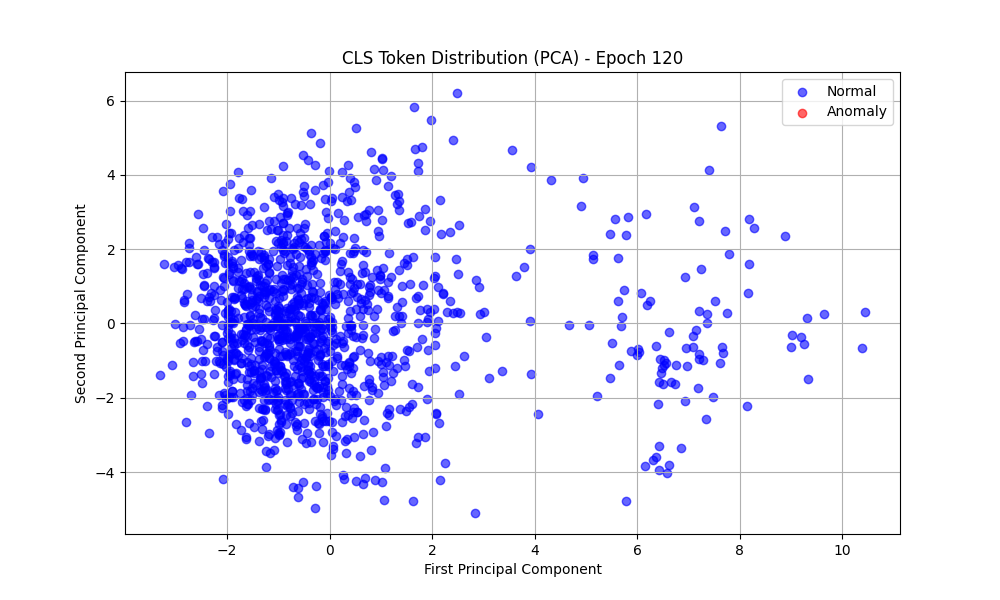 CLS Token Distribution (PCA) - Epoch 120
Normal
Anomaly
Second Principal Component
6
4
2
0
−2
−4
−2 0 2 4 6 8 10
First Principal Component